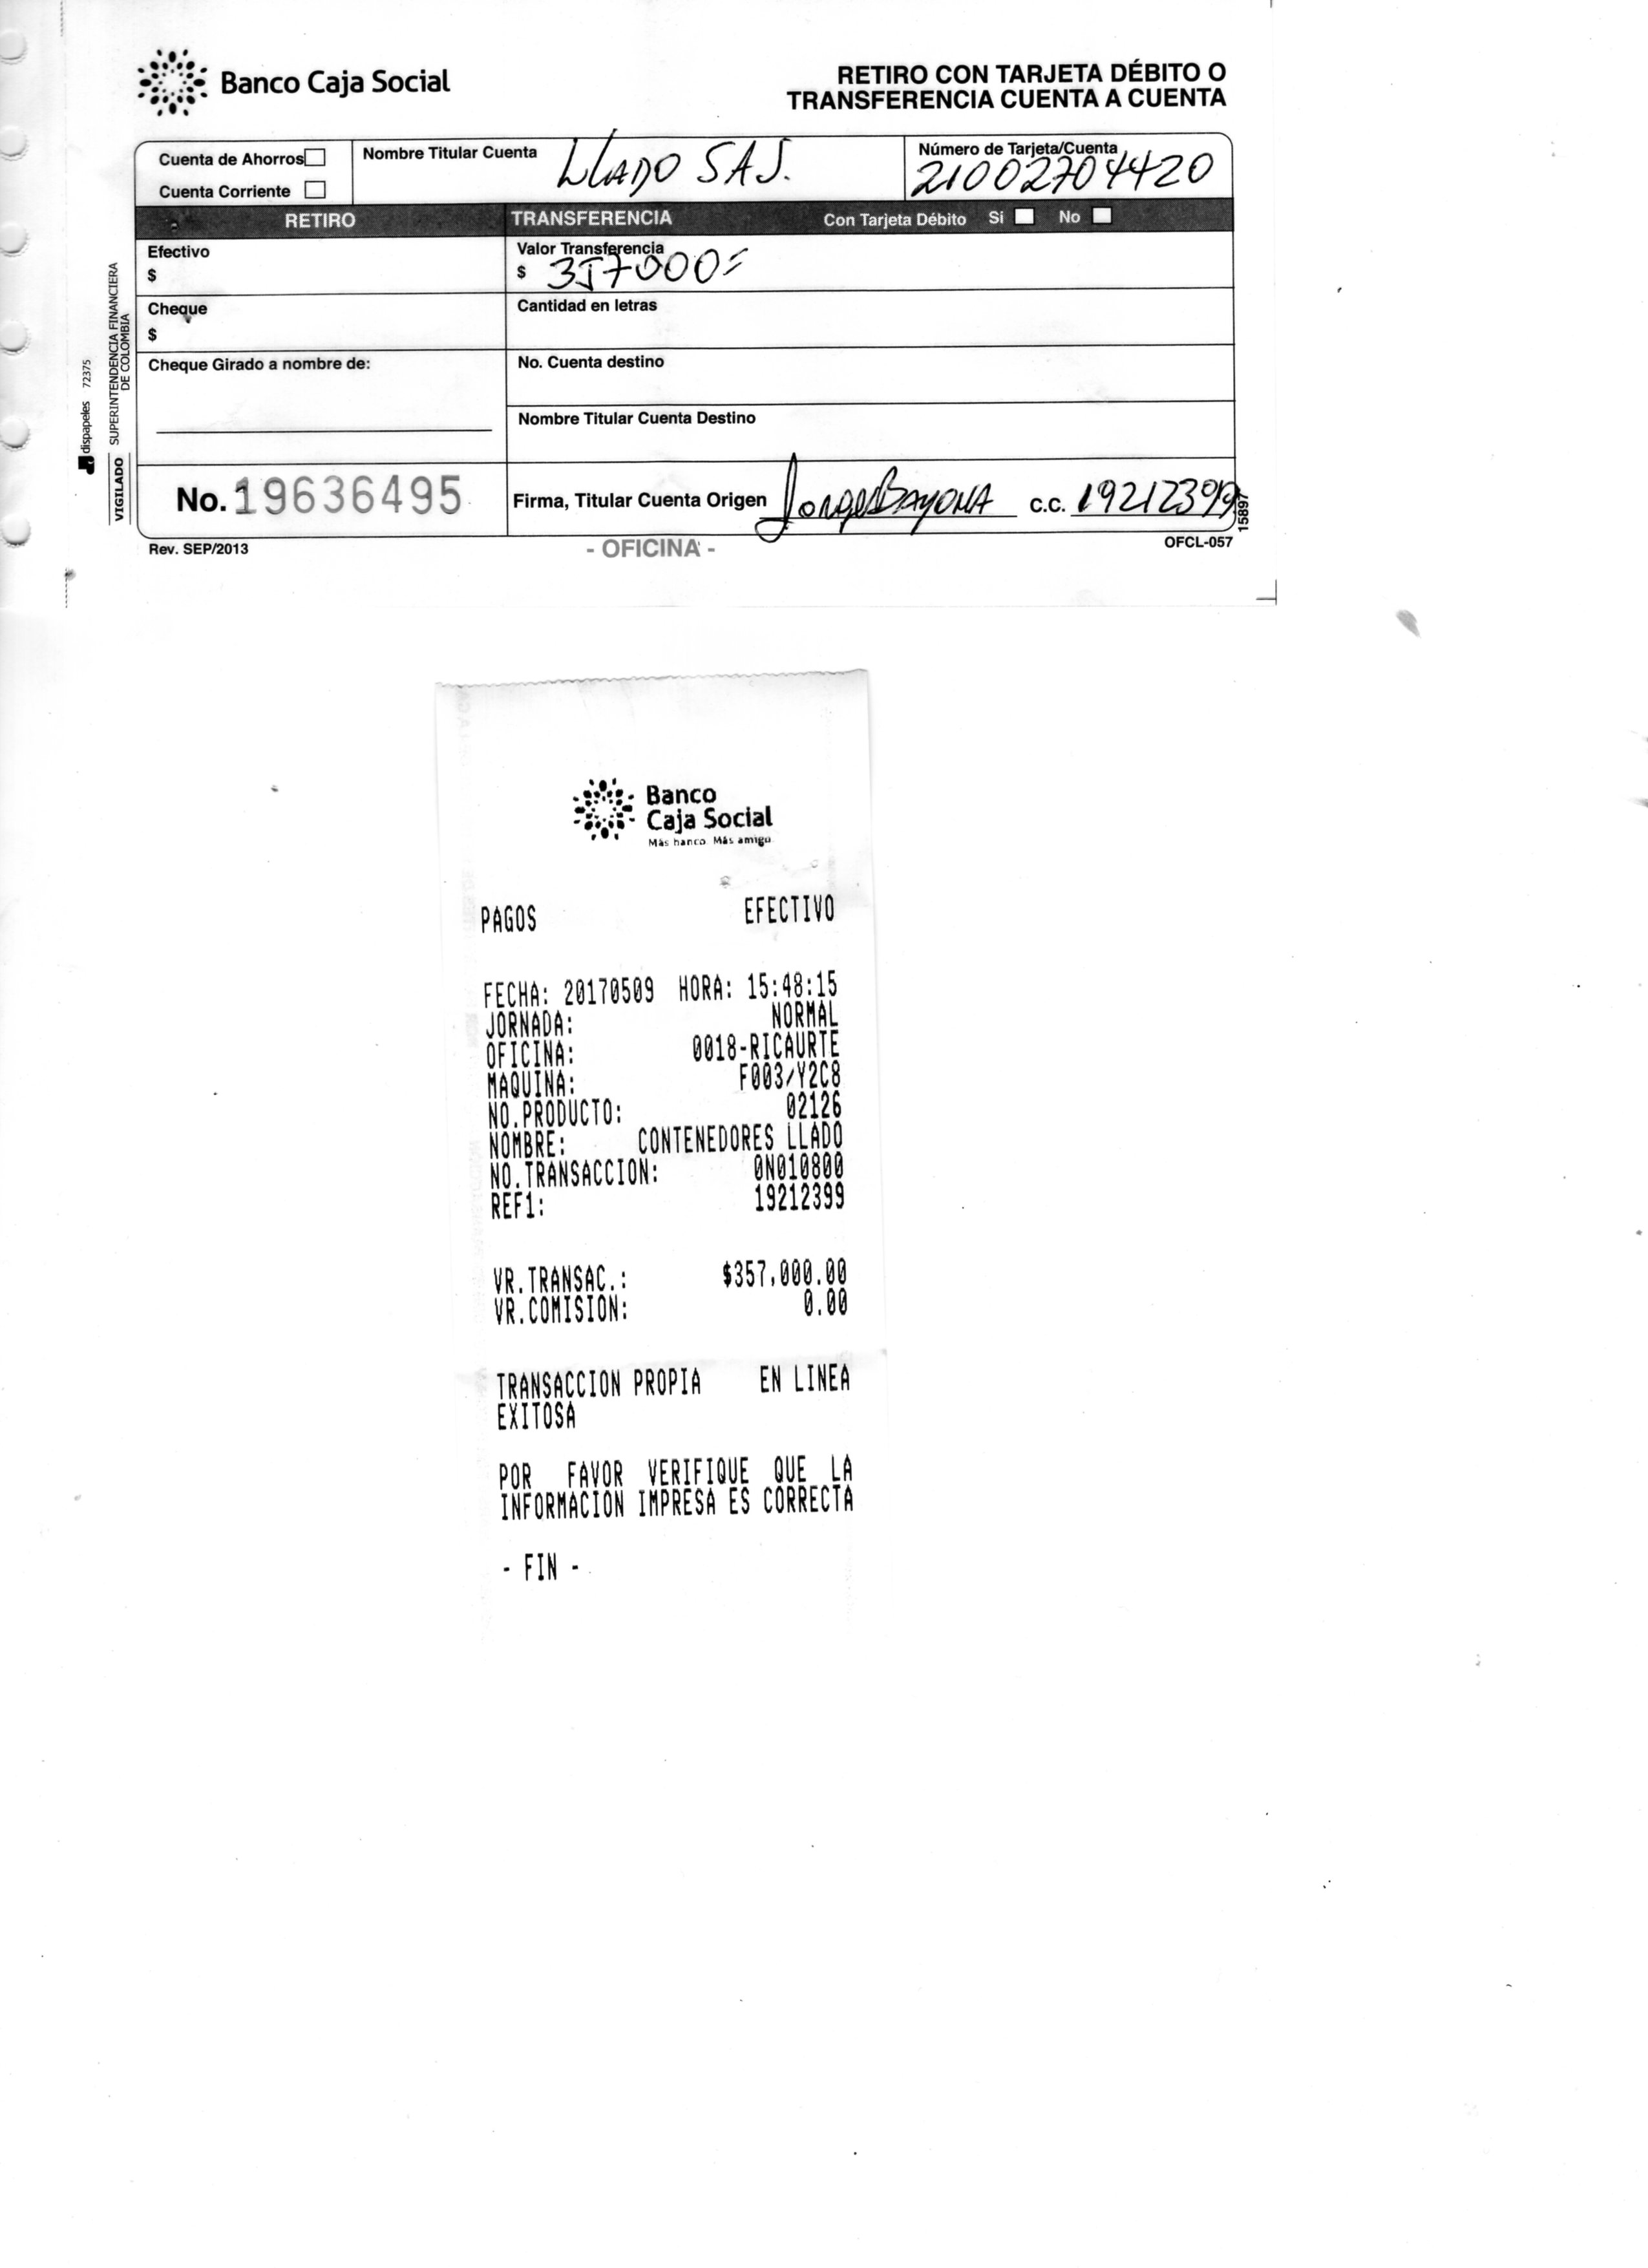 Banco Caja Social
RETIRO CON TARJETA DÉBITO O
TRANSFERENCIA CUENTA A CUENTA
Cuenta de Ahorros
Cuenta Corriente
Nombre Titular Cuenta
LLADO SAS.
Número de Tarjeta/Cuenta
21002704420
RETIRO
TRANSFERENCIA
Con Tarjeta Débito Si No
Efectivo
$
Valor Transferencia
$ 357000=
Cheque
$
Cantidad en letras
Cheque Girado a nombre de:
No. Cuenta destino
Nombre Titular Cuenta Destino
No. 19636495
Firma, Titular Cuenta Origen Jorge Bayona c.c. 19212399
15897
Rev. SEP/2013
- OFICINA -
OFCL-057
dispapeles 72375
VIGILADO SUPERINTENDENCIA FINANCIERA
DE COLOMBIA
Banco
Caja Social
Más banco. Más amigo.
PAGOS EFECTIVO
FECHA: 20170509 HORA: 15:48:15
JORNADA: NORMAL
OFICINA: 0018-RICAURTE
MAQUINA: F003/Y2C8
NO.PRODUCTO: 02126
NOMBRE: CONTENEDORES LLADO
NO.TRANSACCION: 0N010800
REF1: 19212399
VR.TRANSAC.: $357,000.00
VR.COMISION: 0.00
TRANSACCION PROPIA EN LINEA
EXITOSA
POR FAVOR VERIFIQUE QUE LA
INFORMACION IMPRESA ES CORRECTA
- FIN -